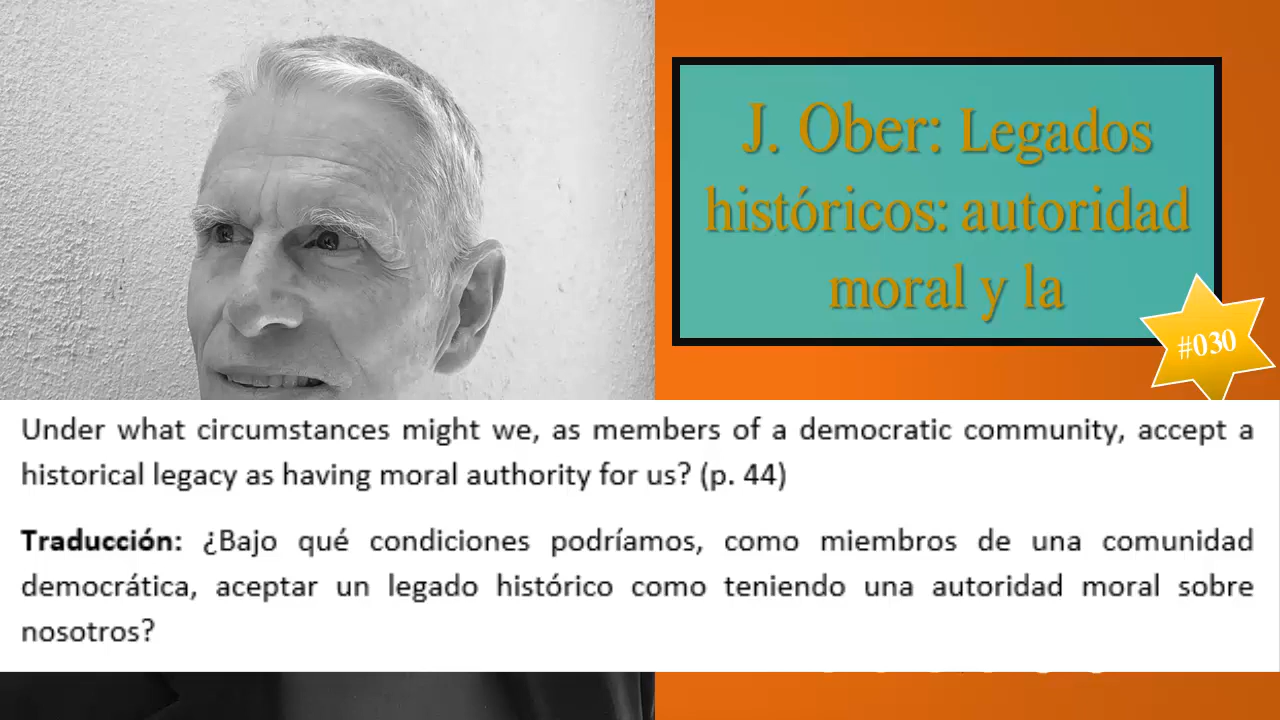 J. Ober: Legados
históricos: autoridad
moral y la
#030
Under what circumstances might we, as members of a democratic community, accept a
historical legacy as having moral authority for us? (p. 44)
Traducción: ¿Bajo qué condiciones podríamos, como miembros de una comunidad
democrática, aceptar un legado histórico como teniendo una autoridad moral sobre
nosotros?